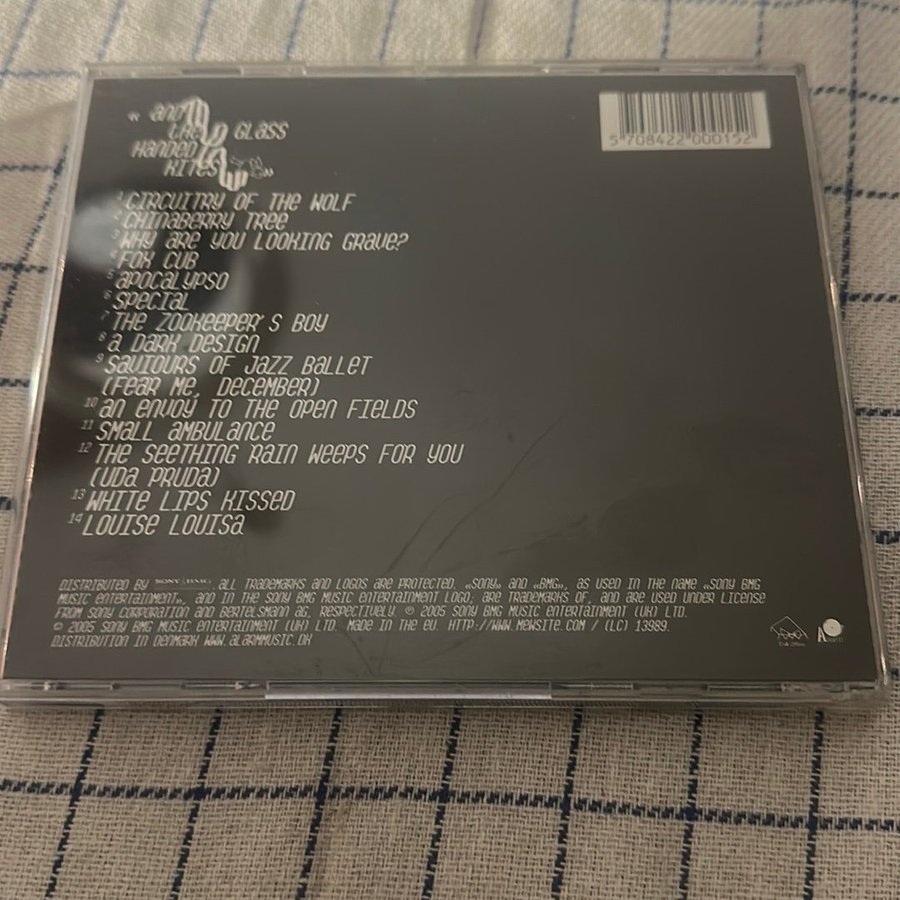 « and
the GLASS
HANDED
KITES »
5 708422 000152
1 CIRCUITRY OF THE WOLF
2 CHINABERRY TREE
3 WHY ARE YOU LOOKING GRAVE?
4 FOX CUB
5 APOCALYPSO
6 SPECIAL
7 THE ZOOKEEPER'S BOY
8 A DARK DESIGN
9 SAVIOURS OF JAZZ BALLET
(FEAR ME, DECEMBER)
10 AN ENVOY TO THE OPEN FIELDS
11 SMALL AMBULANCE
12 THE SEETHING RAIN WEEPS FOR YOU
(UDA PRUDA)
13 WHITE LIPS KISSED
14 LOUISE LOUISA
DISTRIBUTED BY SONY BMG. ALL TRADEMARKS AND LOGOS ARE PROTECTED. «SONY» AND «BMG», AS USED IN THE NAME «SONY BMG
MUSIC ENTERTAINMENT», AND IN THE SONY BMG MUSIC ENTERTAINMENT LOGO, ARE TRADEMARKS OF, AND ARE USED UNDER LICENSE
FROM SONY CORPORATION AND BERTELSMANN AG, RESPECTIVELY. ℗ 2005 SONY BMG MUSIC ENTERTAINMENT (UK) LTD.
© 2005 SONY BMG MUSIC ENTERTAINMENT (UK) LTD. MADE IN THE EU. HTTP://WWW.MEWSITE.COM / (LC) 13989.
DISTRIBUTION IN DENMARK WWW.ALARMMUSIC.DK